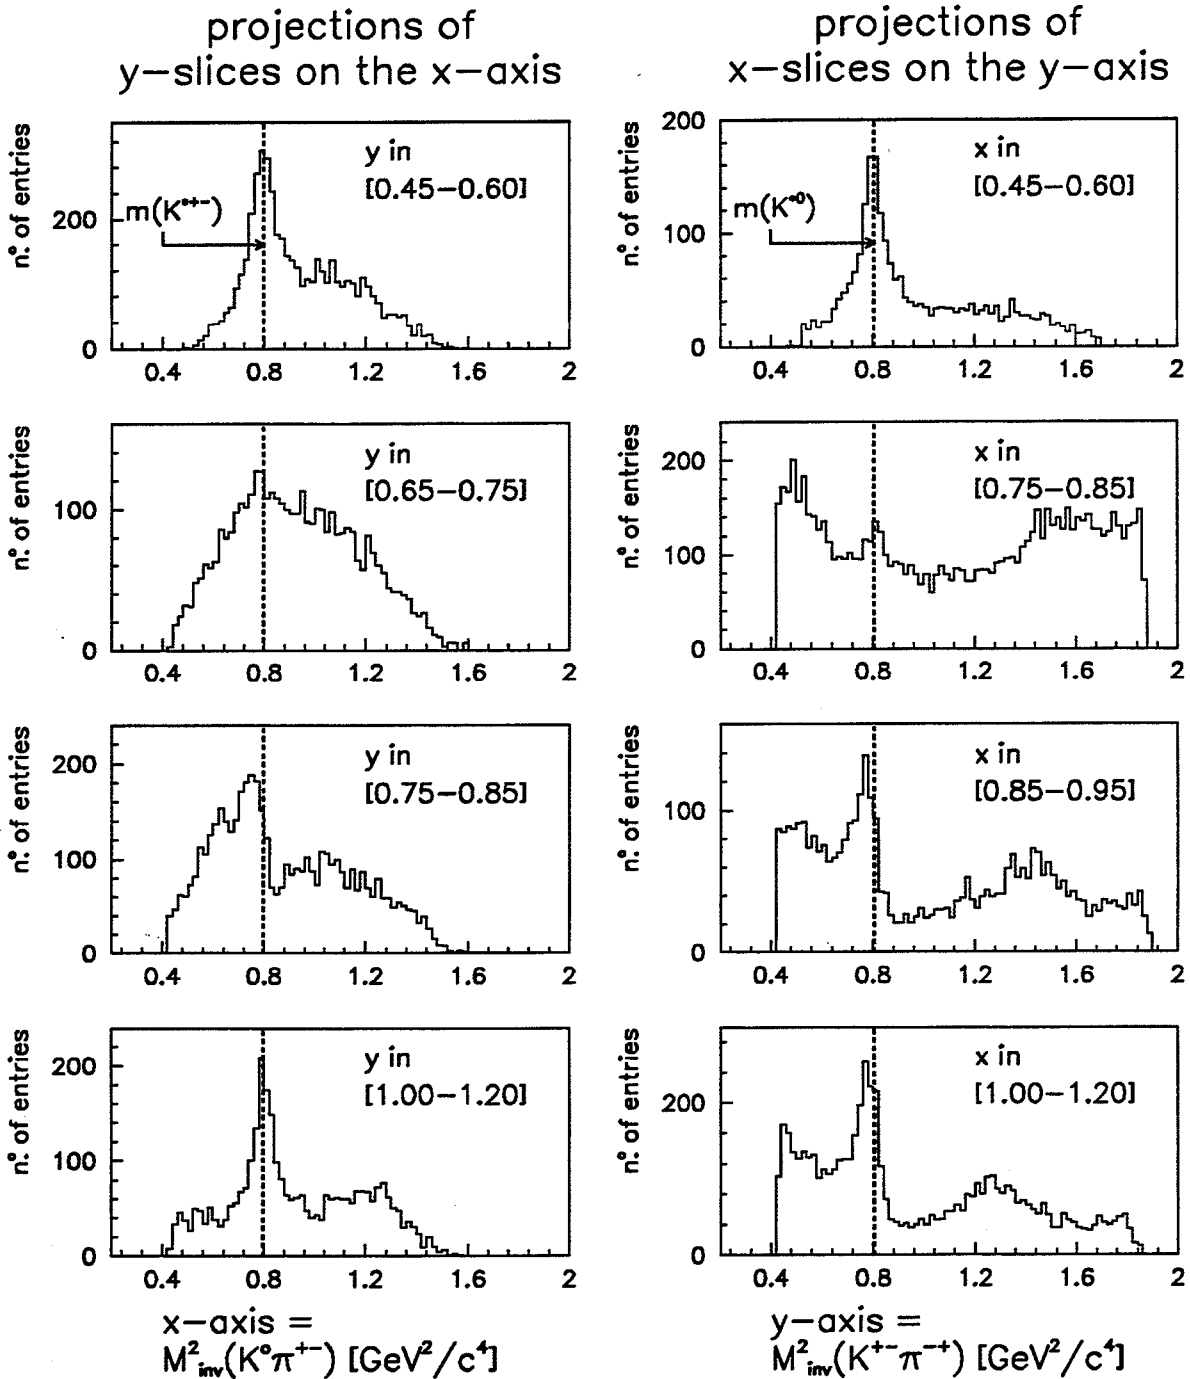 projections of
y-slices on the x-axis
projections of
x-slices on the y-axis
n°. of entries
200
0
m(K*+-)
y in
[0.45-0.60]
0.4 0.8 1.2 1.6 2
n°. of entries
200
100
0
m(K*0)
x in
[0.45-0.60]
0.4 0.8 1.2 1.6 2
n°. of entries
100
0
y in
[0.65-0.75]
0.4 0.8 1.2 1.6 2
n°. of entries
200
100
0
x in
[0.75-0.85]
0.4 0.8 1.2 1.6 2
n°. of entries
200
100
0
y in
[0.75-0.85]
0.4 0.8 1.2 1.6 2
n°. of entries
100
0
x in
[0.85-0.95]
0.4 0.8 1.2 1.6 2
n°. of entries
200
100
0
y in
[1.00-1.20]
0.4 0.8 1.2 1.6 2
n°. of entries
200
0
x in
[1.00-1.20]
0.4 0.8 1.2 1.6 2
x-axis =
M²inv(K°π+-) [GeV²/c⁴]
y-axis =
M²inv(K+-π-+) [GeV²/c⁴]